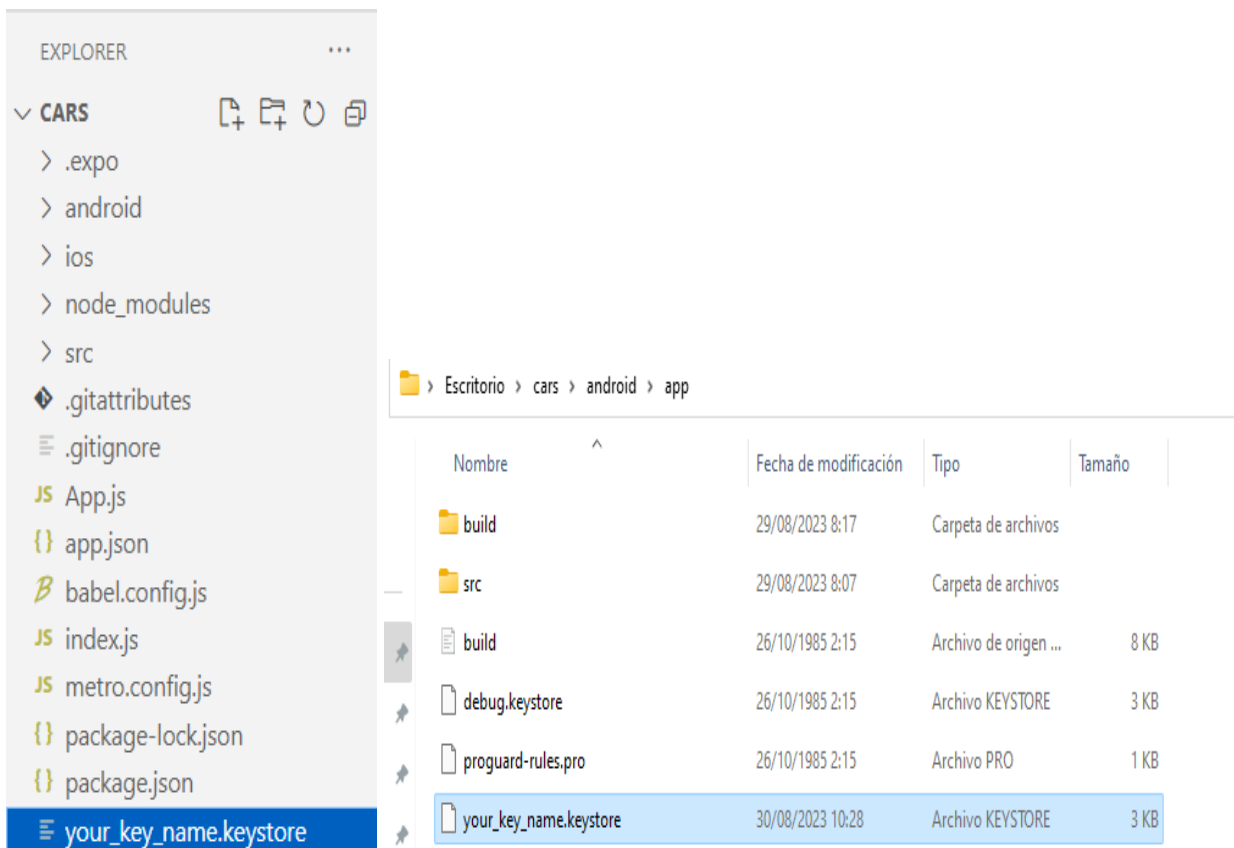 EXPLORER ...
CARS
.expo
android
ios
node_modules
src
.gitattributes
.gitignore
JS App.js
{} app.json
babel.config.js
JS index.js
JS metro.config.js
{} package-lock.json
{} package.json
your_key_name.keystore
Escritorio > cars > android > app
Nombre Fecha de modificación Tipo Tamaño
build 29/08/2023 8:17 Carpeta de archivos
src 29/08/2023 8:07 Carpeta de archivos
build 26/10/1985 2:15 Archivo de origen ... 8 KB
debug.keystore 26/10/1985 2:15 Archivo KEYSTORE 3 KB
proguard-rules.pro 26/10/1985 2:15 Archivo PRO 1 KB
your_key_name.keystore 30/08/2023 10:28 Archivo KEYSTORE 3 KB